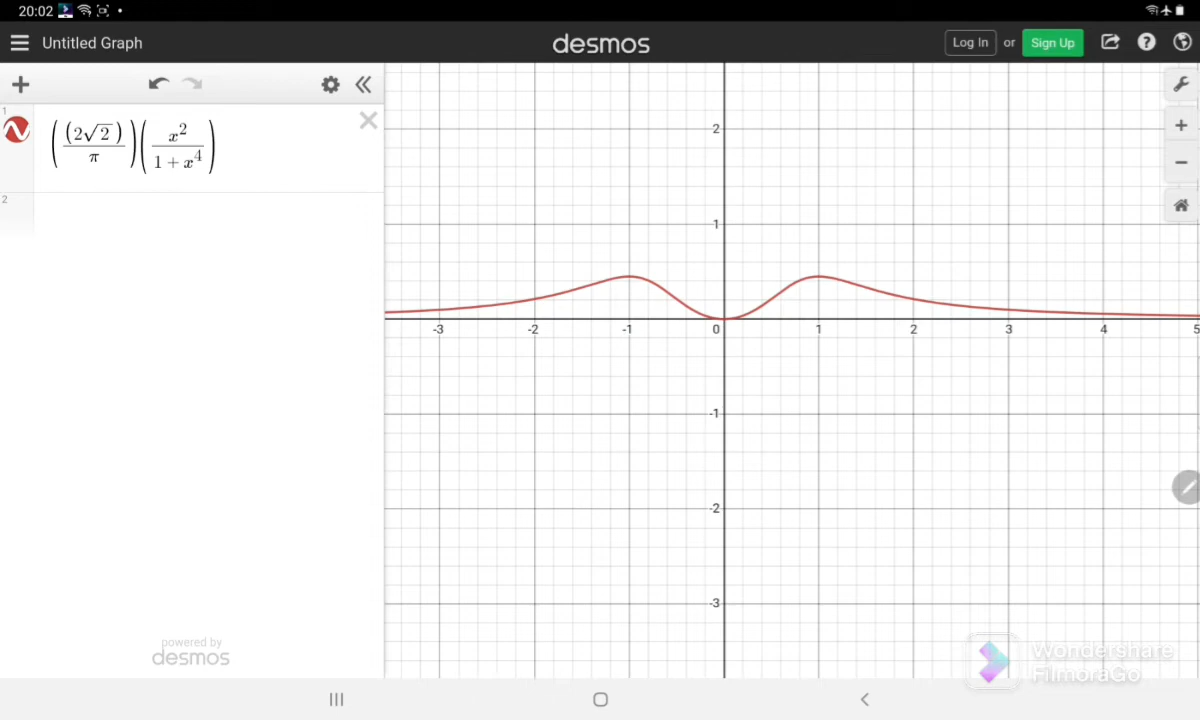 20:02
Untitled Graph
desmos
Log In or Sign Up
1
((2√2)/π)(x²/(1+x⁴))
2
2
1
-3 -2 -1 0 1 2 3 4 5
-1
-2
-3
powered by
desmos
Wondershare
FilmoraGo